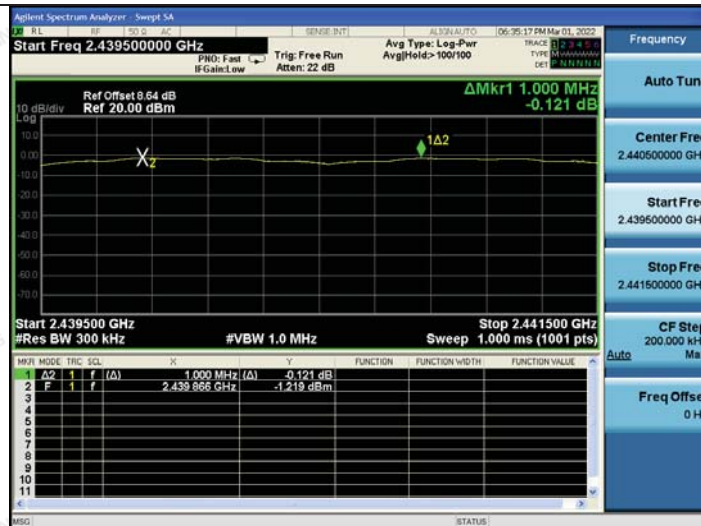 Agilent Spectrum Analyzer - Swept SA
RL RF 50 Ω AC SENSE:INT ALIGN AUTO 06:35:17 PM Mar 01, 2022
Start Freq 2.439500000 GHz
PNO: Fast
IFGain:Low
Trig: Free Run
Atten: 22 dB
Avg Type: Log-Pwr
Avg|Hold:> 100/100
TRACE 1 2 3 4 5 6
TYPE M
DET P N N N N N
ΔMkr1 1.000 MHz
-0.121 dB
Ref Offset 8.64 dB
Ref 20.00 dBm
10 dB/div
Log
10.0
0.00
-10.0
-20.0
-30.0
-40.0
-50.0
-60.0
-70.0
X2
1Δ2
Start 2.439500 GHz Stop 2.441500 GHz
#Res BW 300 kHz #VBW 1.0 MHz Sweep 1.000 ms (1001 pts)
MKR MODE TRC SCL X Y FUNCTION FUNCTION WIDTH FUNCTION VALUE
1 Δ2 1 f (Δ) 1.000 MHz (Δ) -0.121 dB
2 F 1 f 2.439 866 GHz -1.219 dBm
3
4
5
6
7
8
9
10
11
MSG STATUS
Frequency
Auto Tun
Center Fre
2.440500000 GH
Start Fre
2.439500000 GH
Stop Fre
2.441500000 GH
CF Ste
200.000 kH
Auto Ma
Freq Offse
0 H